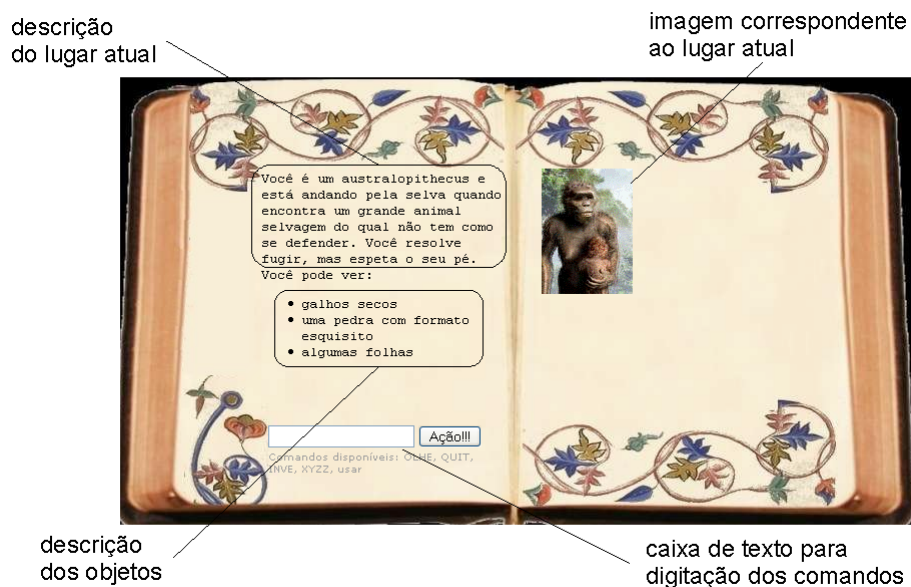 descrição
do lugar atual
imagem correspondente
ao lugar atual
Você é um australopithecus e
está andando pela selva quando
encontra um grande animal
selvagem do qual não tem como
se defender. Você resolve
fugir, mas espeta o seu pé.
Você pode ver:
• galhos secos
• uma pedra com formato
esquisito
• algumas folhas
Ação!!!
Comandos disponíveis: OLHE, QUIT,
INVE, XYZZ, usar
descrição
dos objetos
caixa de texto para
digitação dos comandos